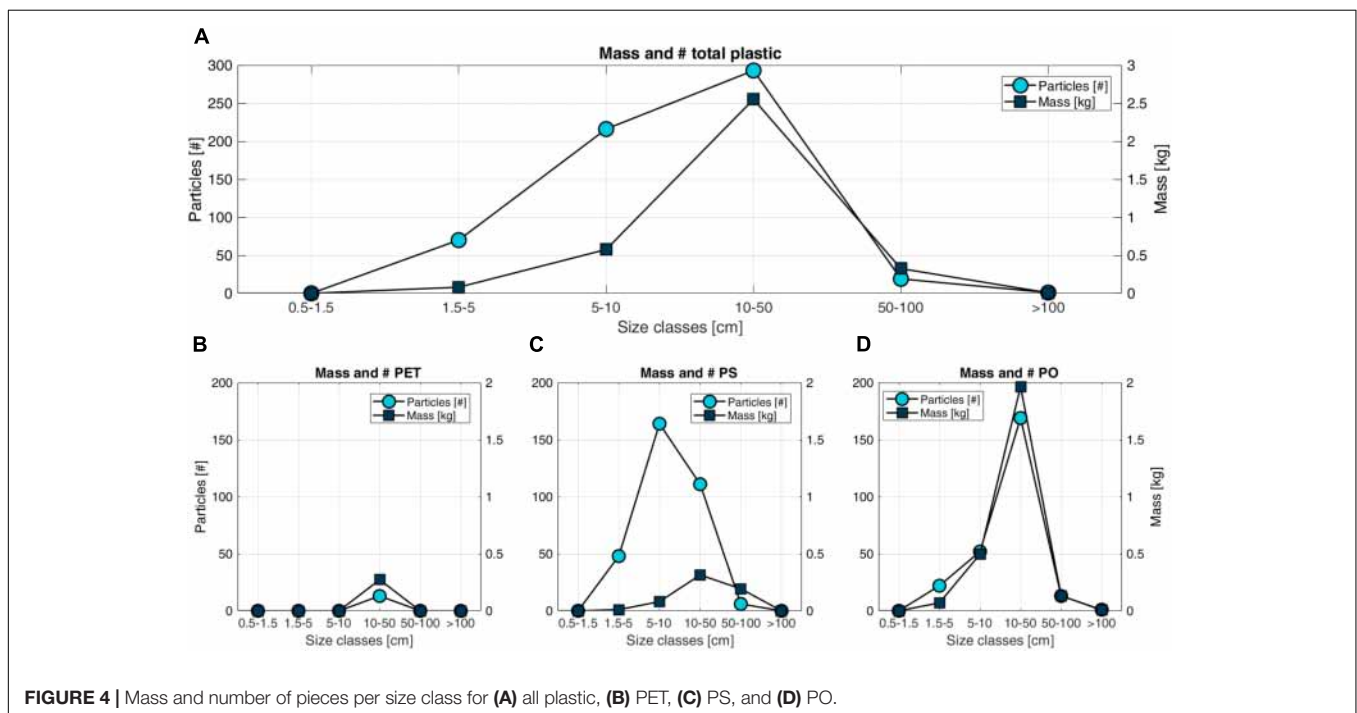 A
Mass and # total plastic
Particles [#]
Mass [kg]
300
250
200
150
100
50
0
3
2.5
2
1.5
1
0.5
0
Particles [#]
Mass [kg]
0.5-1.5 1.5-5 5-10 10-50 50-100 >100
Size classes [cm]
B
Mass and # PET
Particles [#]
Mass [kg]
200
150
100
50
0
2
1.5
1
0.5
0
Particles [#]
0.5-1.5 1.5-5 5-10 10-50 50-100 >100
Size classes [cm]
C
Mass and # PS
Particles [#]
Mass [kg]
200
150
100
50
0
2
1.5
1
0.5
0
0.5-1.5 1.5-5 5-10 10-50 50-100 >100
Size classes [cm]
D
Mass and # PO
Particles [#]
Mass [kg]
200
150
100
50
0
2
1.5
1
0.5
0
Mass [kg]
0.5-1.5 1.5-5 5-10 10-50 50-100 >100
Size classes [cm]
FIGURE 4 | Mass and number of pieces per size class for (A) all plastic, (B) PET, (C) PS, and (D) PO.